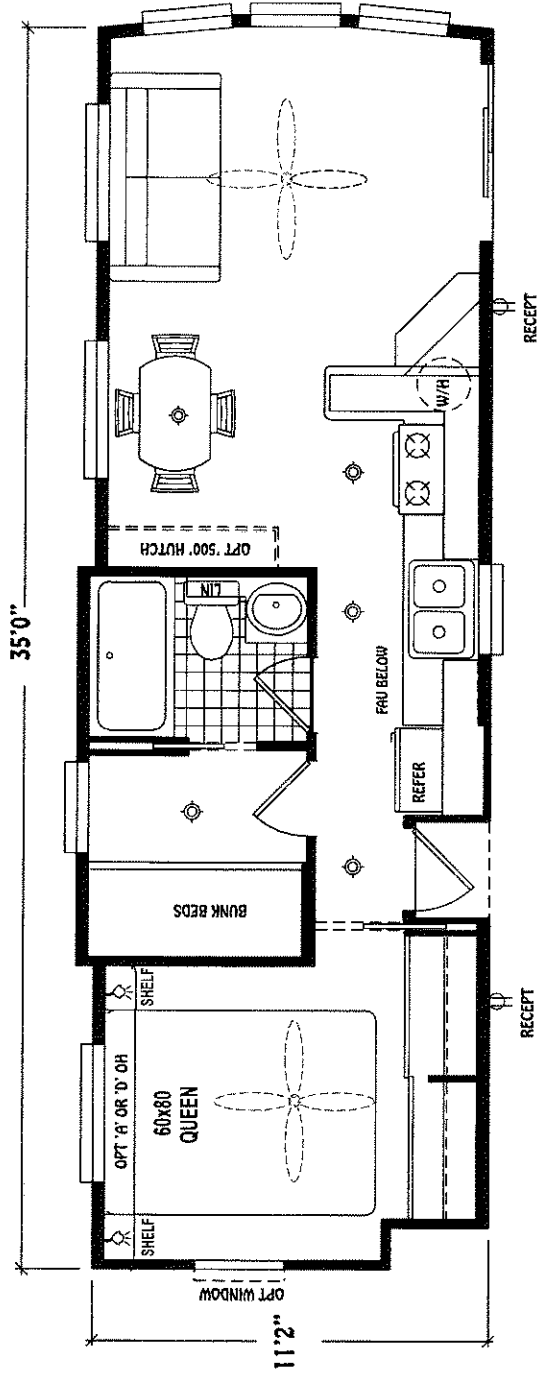 35'0"
11'2"
OPT WINDOW
SHELF
OPT 'A' OR 'D' OH
SHELF
60x80
QUEEN
BUNK BEDS
LIN
OPT '500' HUTCH
REFER
FAU BELOW
W/H
RECEPT
RECEPT